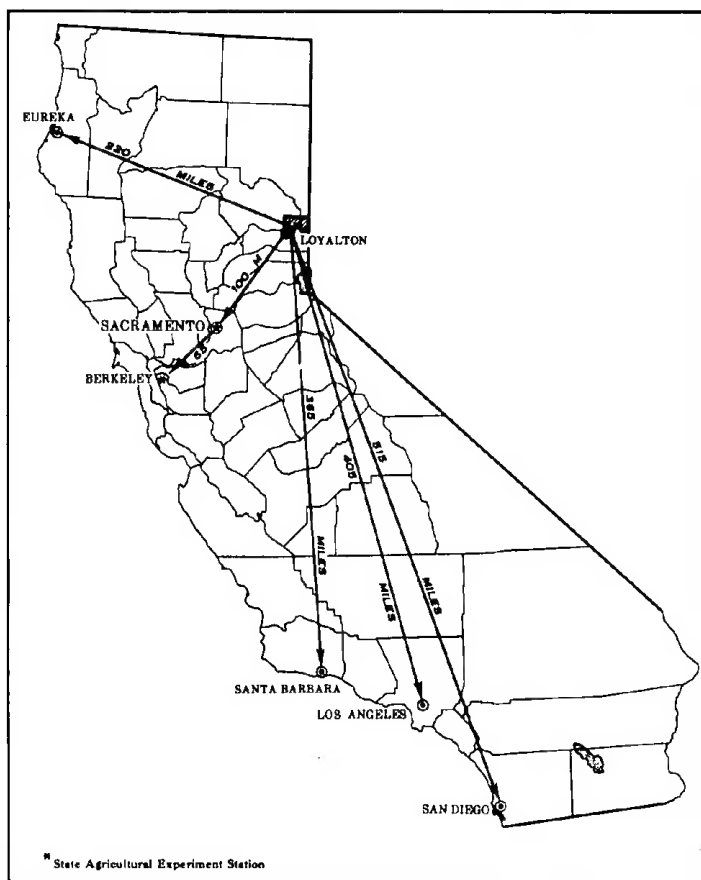 EUREKA
220
MILES
LOYALTON
100 M
SACRAMENTO
65
BERKELEY
365
515
405
MILES
MILES
MILES
SANTA BARBARA
LOS ANGELES
SAN DIEGO
* State Agricultural Experiment Station